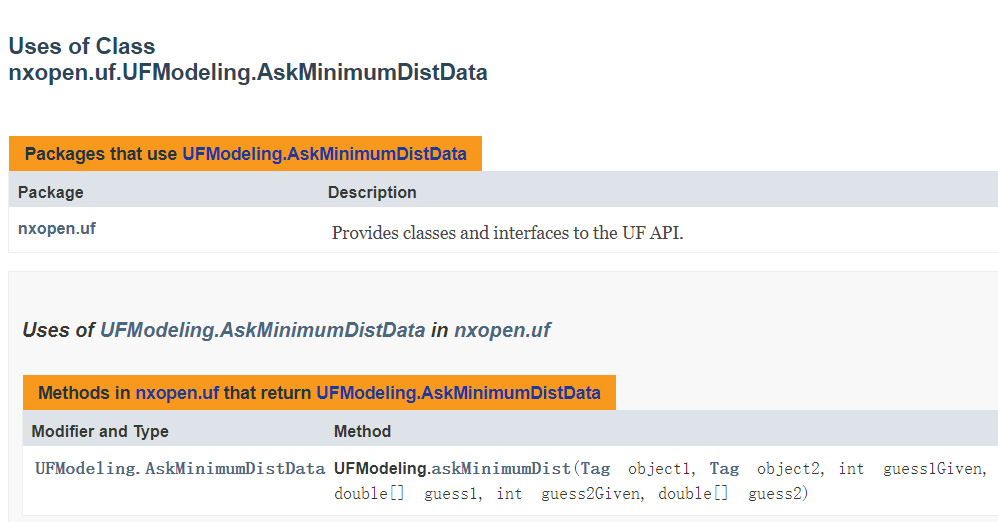 Uses of Class
nxopen.uf.UFModeling.AskMinimumDistData
Packages that use UFModeling.AskMinimumDistData
Package Description
nxopen.uf Provides classes and interfaces to the UF API.
Uses of UFModeling.AskMinimumDistData in nxopen.uf
Methods in nxopen.uf that return UFModeling.AskMinimumDistData
Modifier and Type Method
UFModeling.AskMinimumDistData UFModeling.askMinimumDist(Tag object1, Tag object2, int guess1Given,
double[] guess1, int guess2Given, double[] guess2)